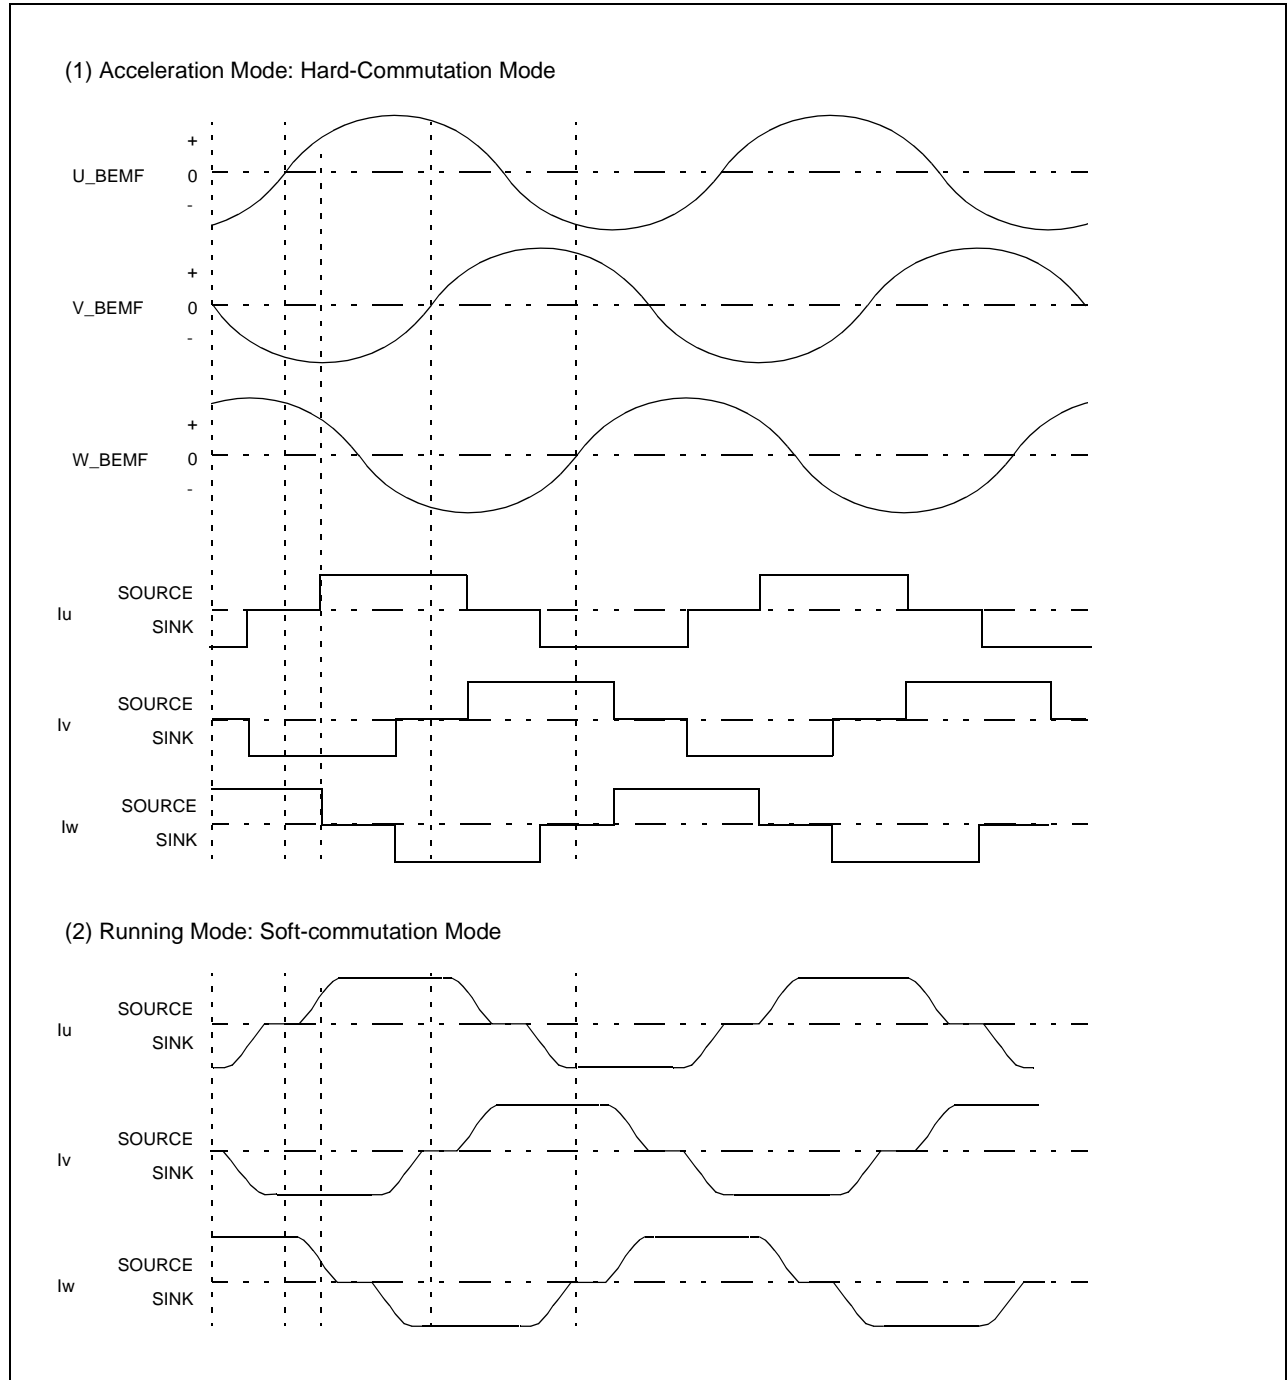 (1) Acceleration Mode: Hard-Commutation Mode
+
U_BEMF 0
-
+
V_BEMF 0
-
+
W_BEMF 0
-
SOURCE
Iu
SINK
SOURCE
Iv
SINK
SOURCE
Iw
SINK
(2) Running Mode: Soft-commutation Mode
SOURCE
Iu
SINK
SOURCE
Iv
SINK
SOURCE
Iw
SINK